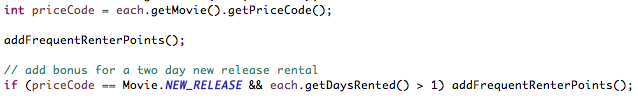 int priceCode = each.getMovie().getPriceCode();
addFrequentRenterPoints();
// add bonus for a two day new release rental
if (priceCode == Movie.NEW_RELEASE && each.getDaysRented() > 1) addFrequentRenterPoints();